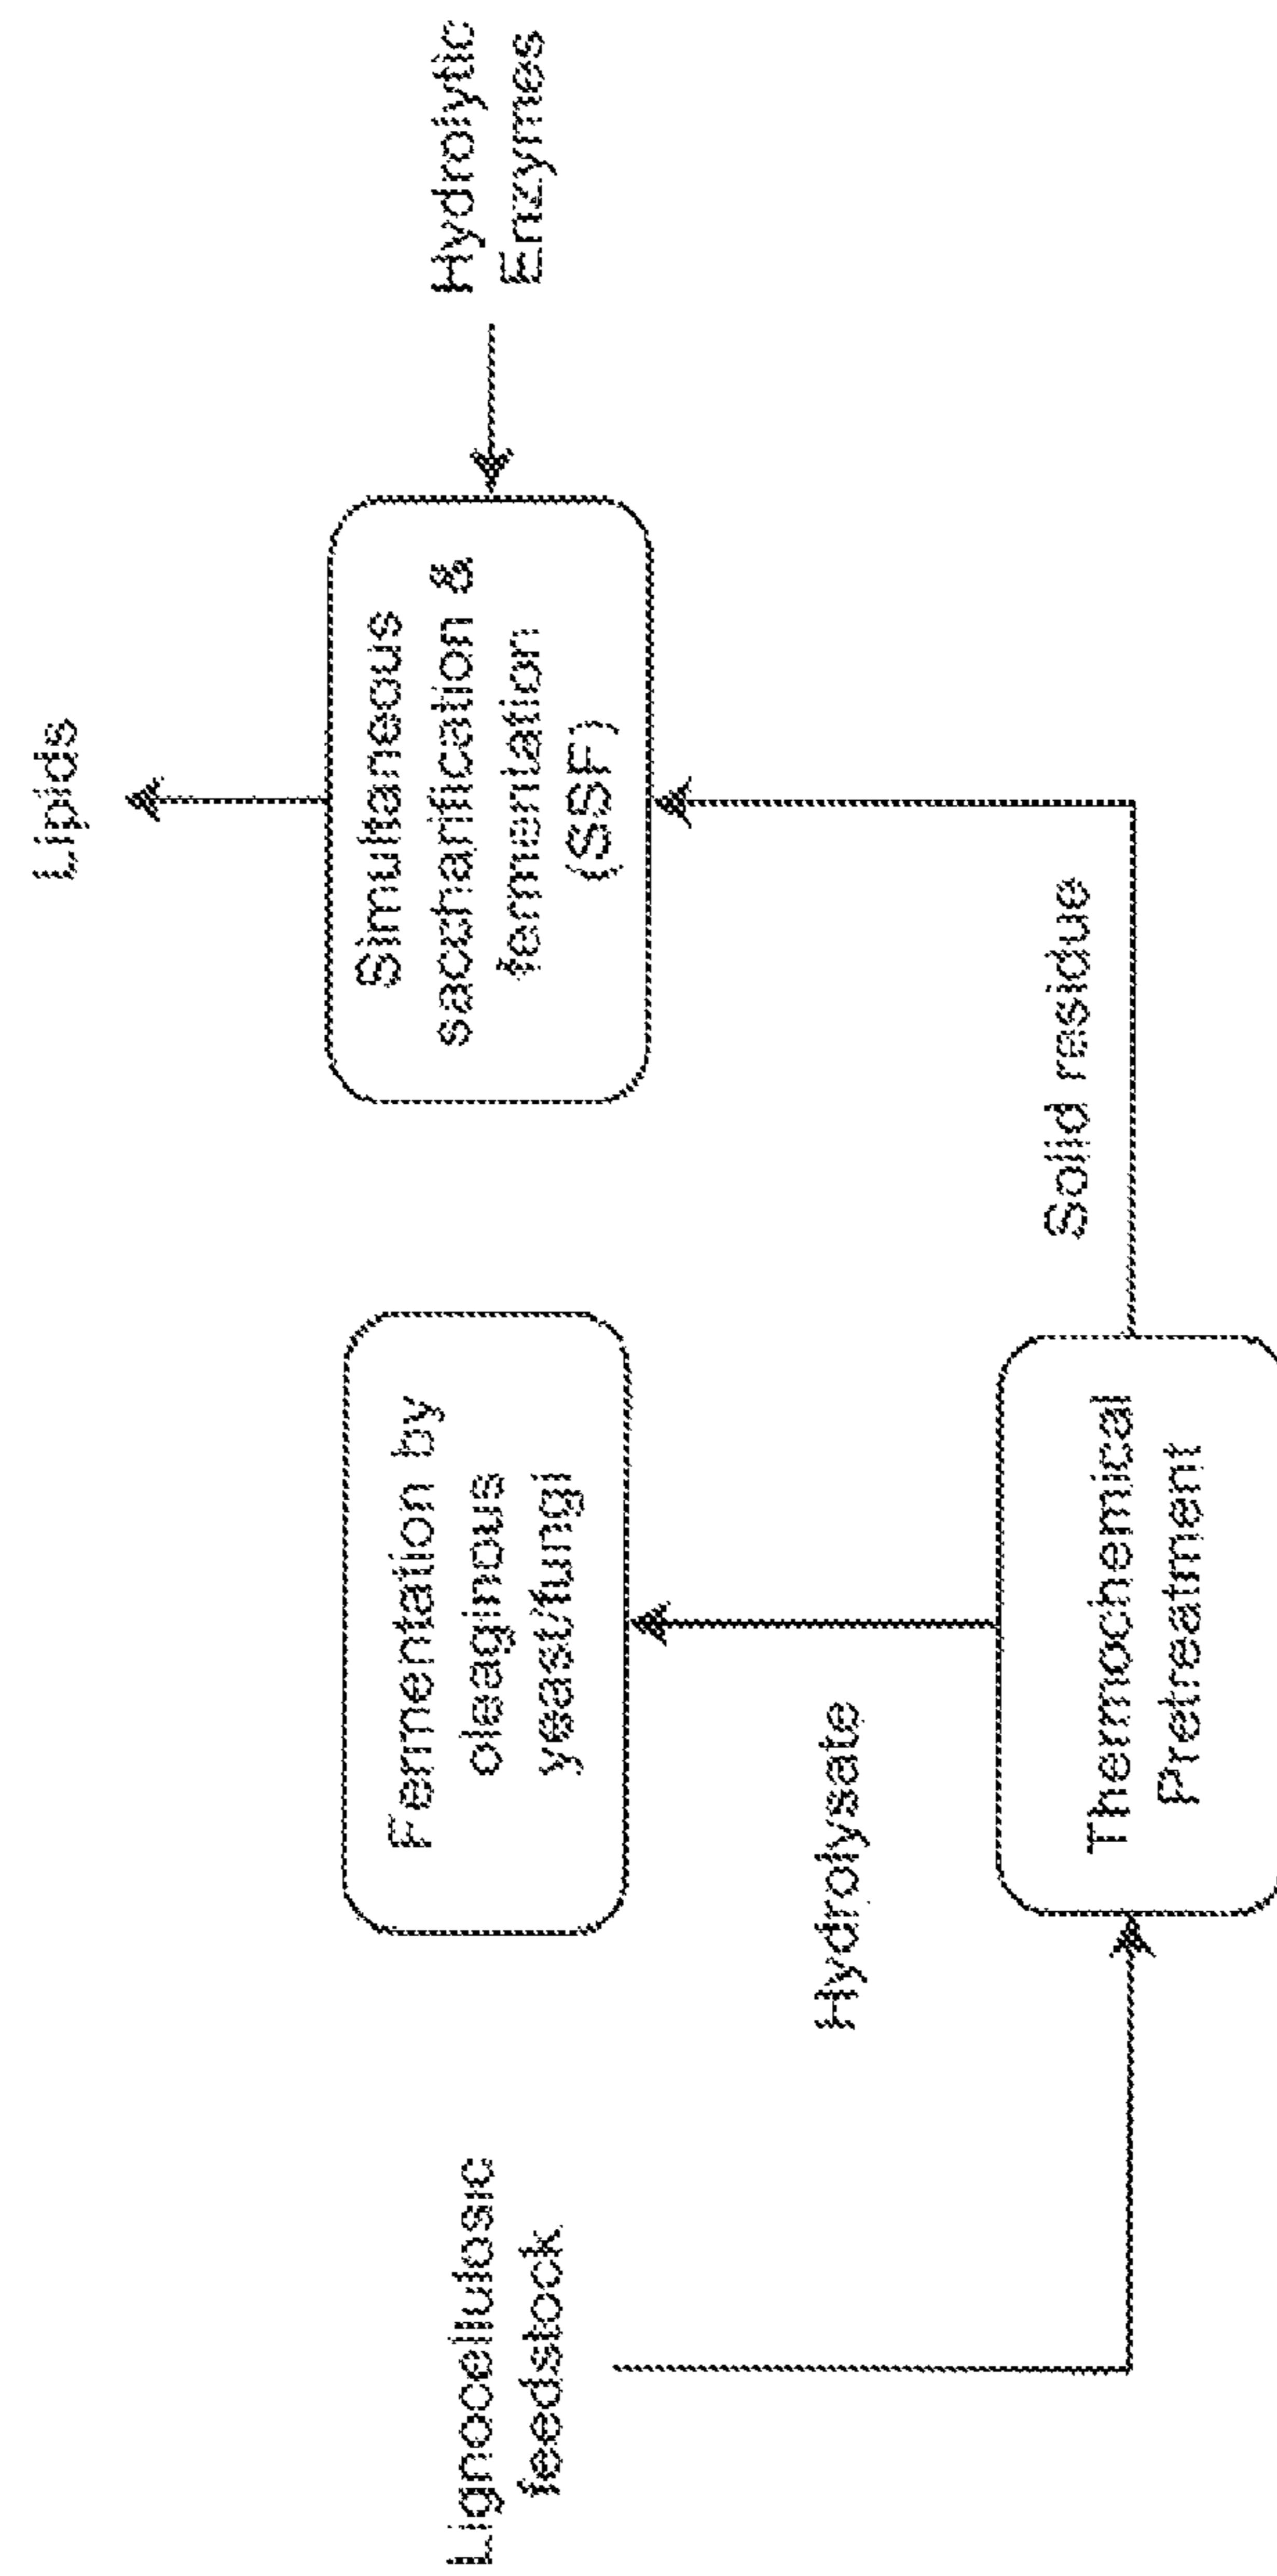 Lipids
Hydrolytic
Enzymes
Simultaneous
saccharification &
fermentation
(SSF)
Fermentation by
oleaginous
yeast/fungi
Lignocellulosic
feedstock
Hydrolysate
Solid residue
Thermochemical
Pretreatment